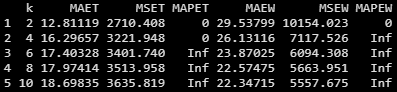 k MAET MSET MAPET MAEW MSEW MAPEW
1 2 12.81119 2710.408 0 29.53799 10154.023 0
2 4 16.29657 3221.948 0 26.13116 7117.526 Inf
3 6 17.40328 3401.740 Inf 23.87025 6094.308 Inf
4 8 17.97414 3513.958 Inf 22.57475 5663.951 Inf
5 10 18.69835 3635.819 Inf 22.34715 5557.675 Inf